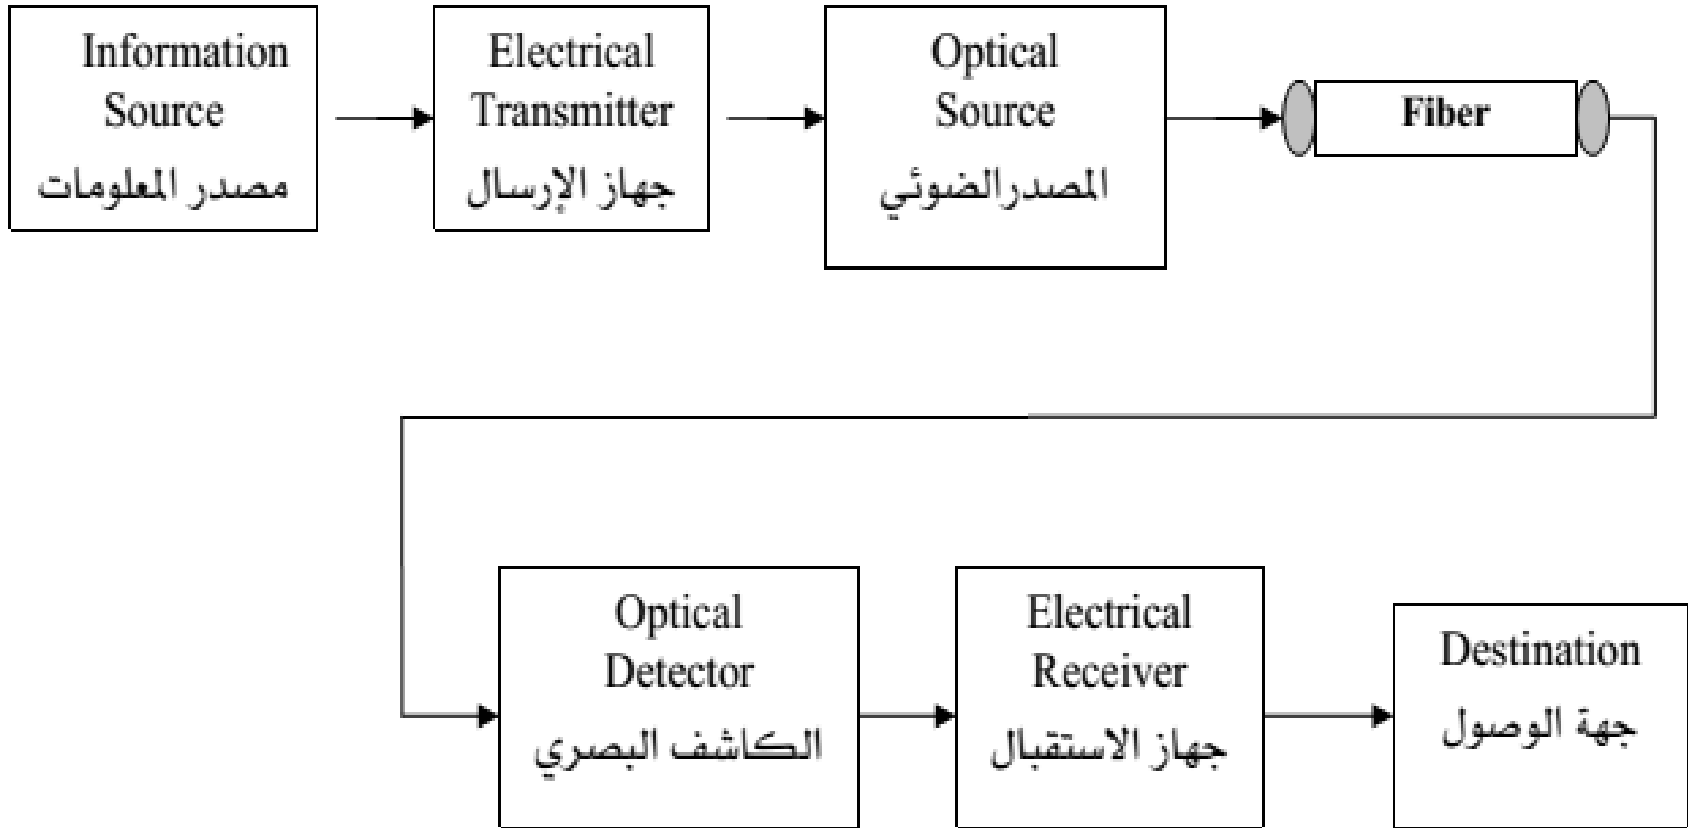 Information
Source
مصدر المعلومات
Electrical
Transmitter
جهاز الإرسال
Optical
Source
المصدرالضوئي
Fiber
Optical
Detector
الكاشف البصري
Electrical
Receiver
جهاز الاستقبال
Destination
جهة الوصول